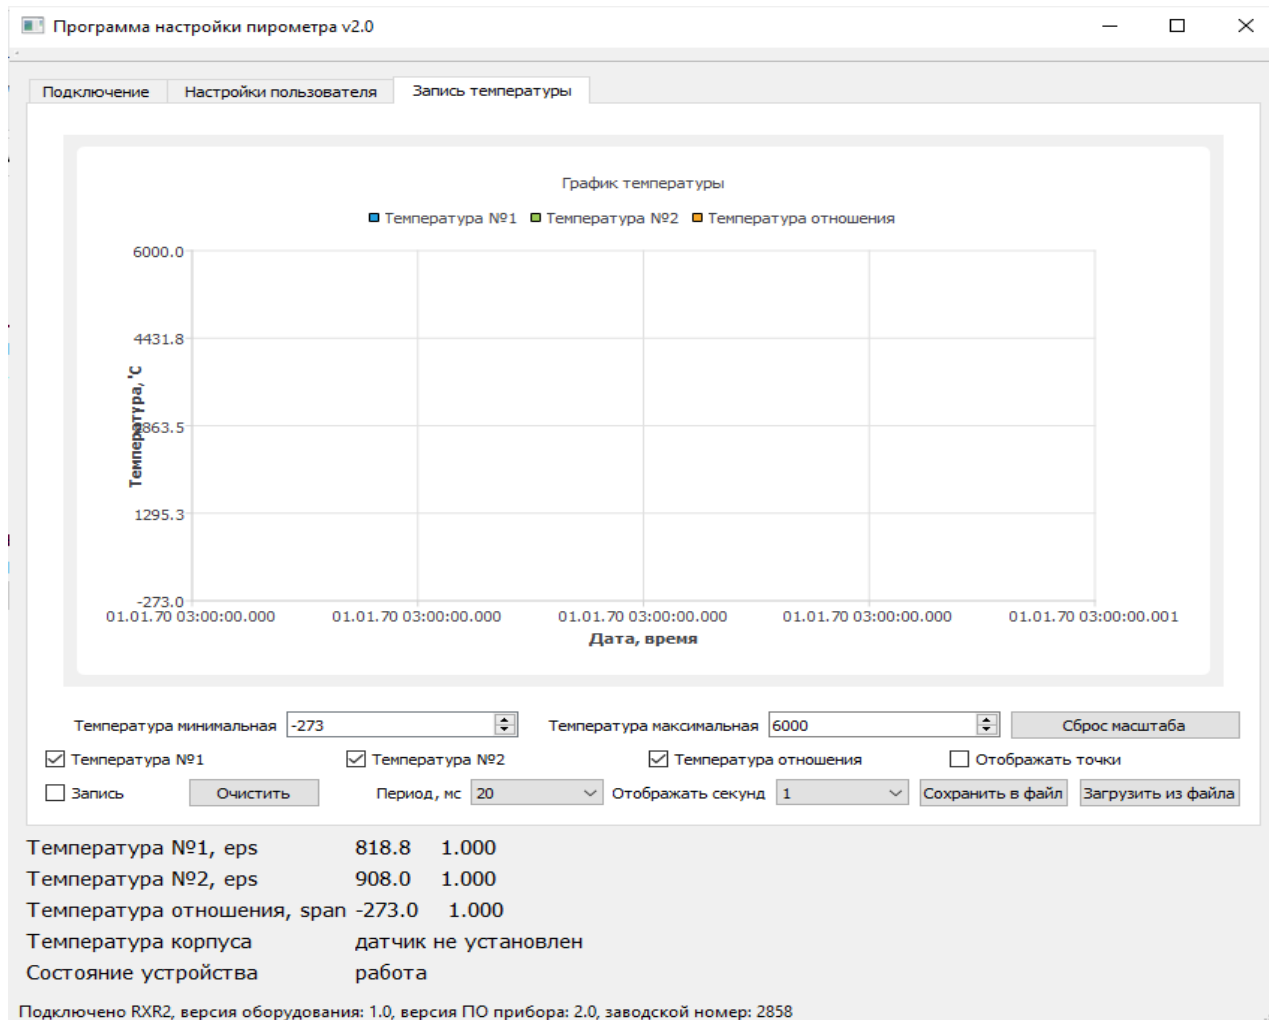 Программа настройки пирометра v2.0
Подключение Настройки пользователя Запись температуры
График температуры
Температура №1 Температура №2 Температура отношения
6000.0
4431.8
Температура, 'C
2863.5
1295.3
-273.0
01.01.70 03:00:00.000 01.01.70 03:00:00.000 01.01.70 03:00:00.000 01.01.70 03:00:00.000 01.01.70 03:00:00.001
Дата, время
Температура минимальная -273 Температура максимальная 6000 Сброс масштаба
Температура №1 Температура №2 Температура отношения Отображать точки
Запись Очистить Период, мс 20 Отображать секунд 1 Сохранить в файл Загрузить из файла
Температура №1, eps 818.8 1.000
Температура №2, eps 908.0 1.000
Температура отношения, span -273.0 1.000
Температура корпуса датчик не установлен
Состояние устройства работа
Подключено RXR2, версия оборудования: 1.0, версия ПО прибора: 2.0, заводской номер: 2858